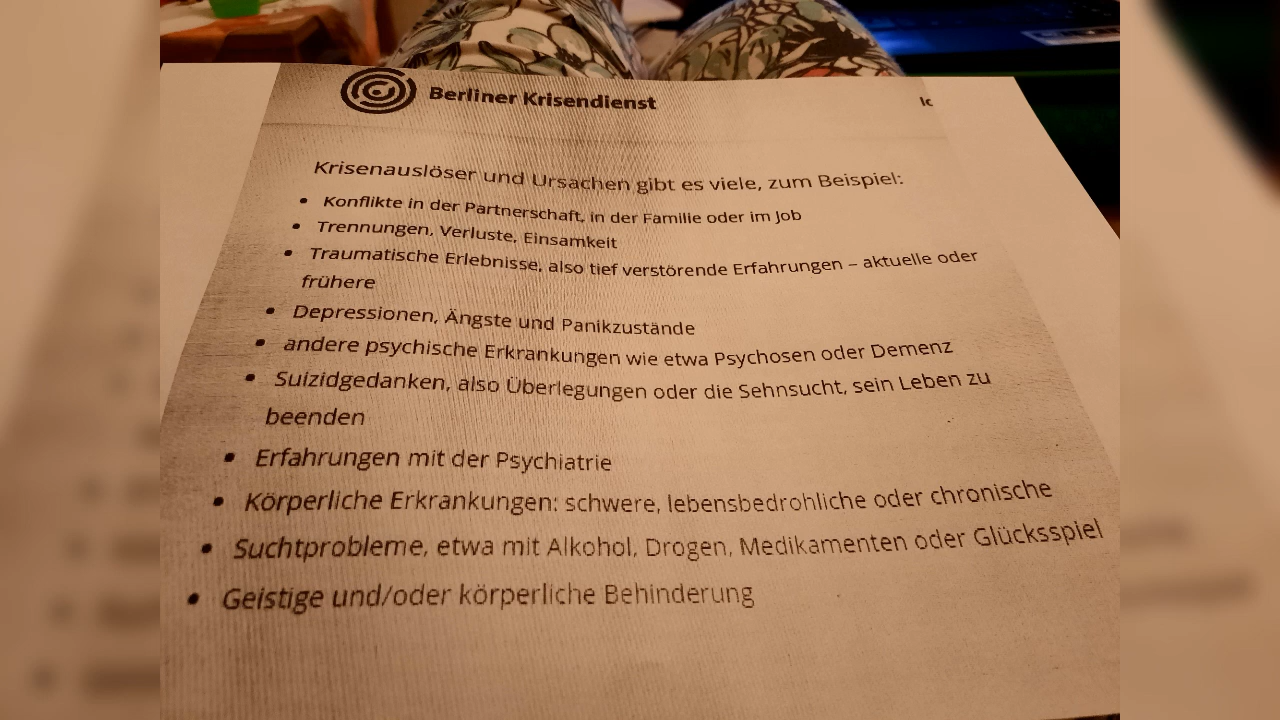 Berliner Krisendienst
Ic
Krisenauslöser und Ursachen gibt es viele, zum Beispiel:
• Konflikte in der Partnerschaft, in der Familie oder im Job
• Trennungen, Verluste, Einsamkeit
• Traumatische Erlebnisse, also tief verstörende Erfahrungen – aktuelle oder
frühere
• Depressionen, Ängste und Panikzustände
• andere psychische Erkrankungen wie etwa Psychosen oder Demenz
• Suizidgedanken, also Überlegungen oder die Sehnsucht, sein Leben zu
beenden
• Erfahrungen mit der Psychiatrie
• Körperliche Erkrankungen: schwere, lebensbedrohliche oder chronische
• Suchtprobleme, etwa mit Alkohol, Drogen, Medikamenten oder Glücksspiel
• Geistige und/oder körperliche Behinderung